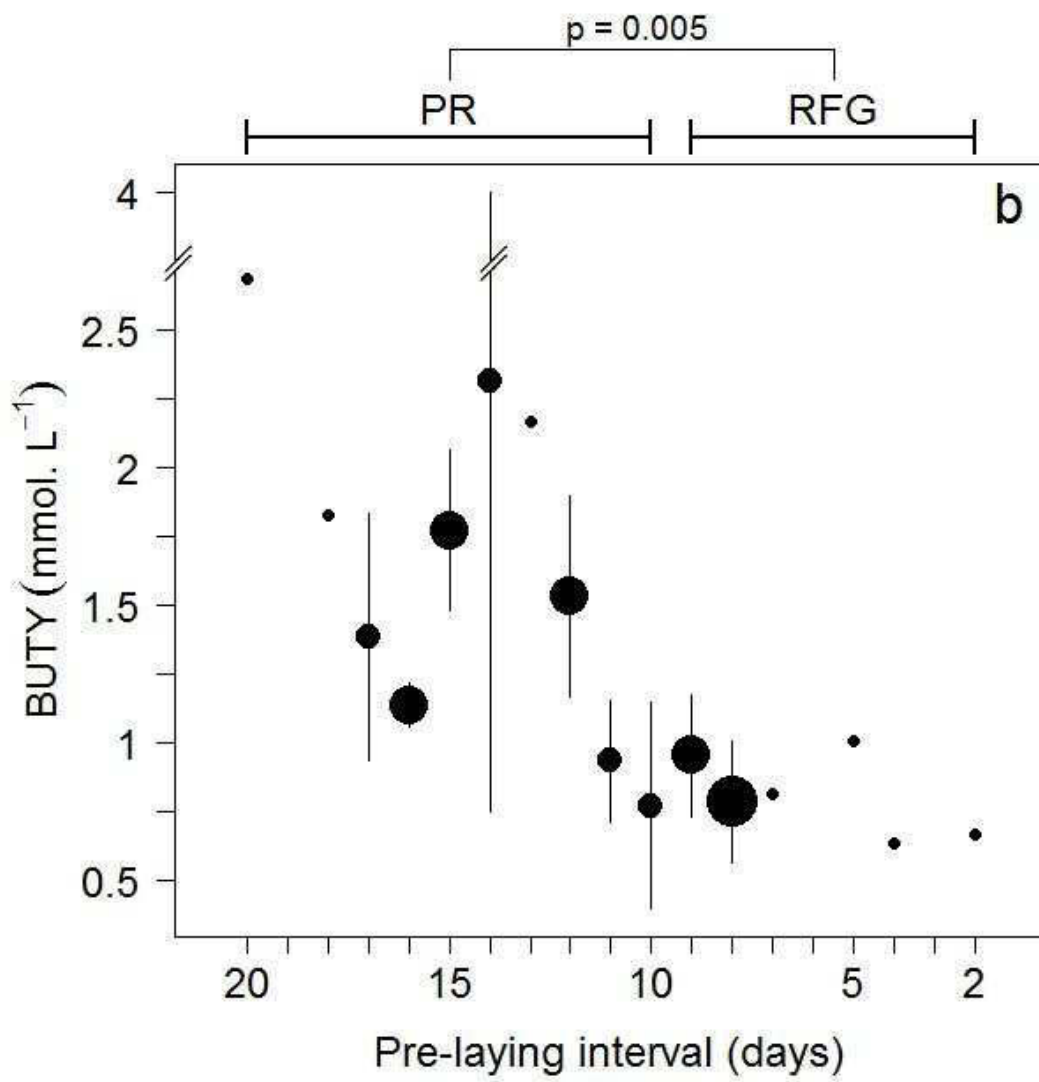 p = 0.005
PR RFG
b
4
2.5
2
1.5
1
0.5
BUTY (mmol. L⁻¹)
20 15 10 5 2
Pre-laying interval (days)